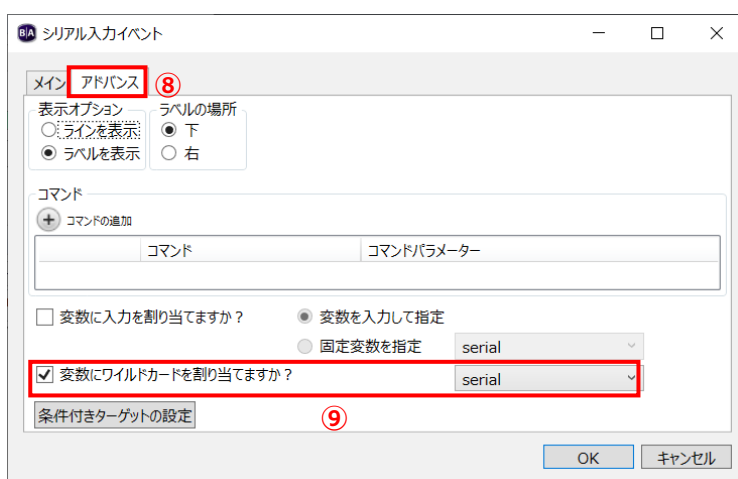 B|A シリアル入力イベント
メイン アドバンス ⑧
表示オプション ラベルの場所
ラインを表示 下
ラベルを表示 右
コマンド
+ コマンドの追加
コマンド コマンドパラメーター
変数に入力を割り当てますか？ 変数を入力して指定
固定変数を指定 serial
変数にワイルドカードを割り当てますか？ serial
条件付きターゲットの設定 ⑨
OK キャンセル